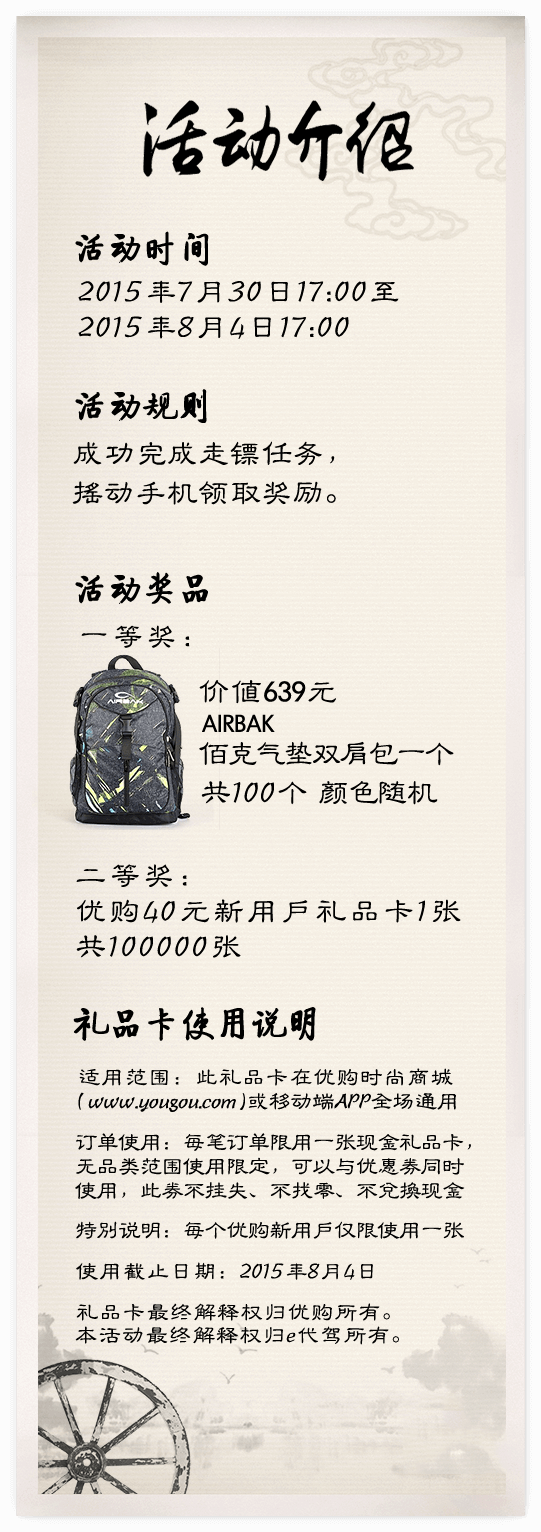 活动介绍
活动时间
2015年7月30日17:00至
2015年8月4日17:00
活动规则
成功完成走镖任务，
摇动手机领取奖励。
活动奖品
一等奖：
AIRBAK
价值639元
AIRBAK
佰克气垫双肩包一个
共100个 颜色随机
二等奖：
优购40元新用户礼品卡1张
共100000张
礼品卡使用说明
适用范围：此礼品卡在优购时尚商城
(www.yougou.com)或移动端APP全场通用
订单使用：每笔订单限用一张现金礼品卡，
无品类范围使用限定，可以与优惠券同时
使用，此券不挂失、不找零、不兑换现金
特别说明：每个优购新用户仅限使用一张
使用截止日期：2015年8月4日
礼品卡最终解释权归优购所有。
本活动最终解释权归e代驾所有。